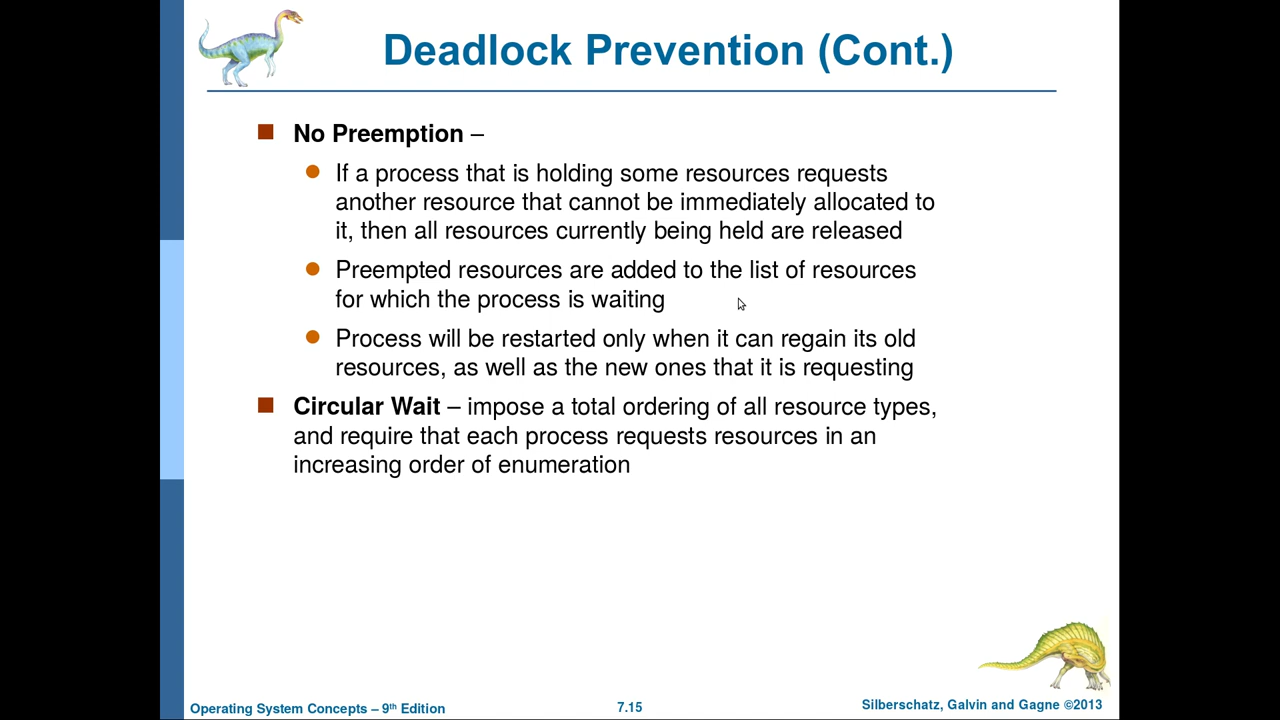 Deadlock Prevention (Cont.)
No Preemption –
If a process that is holding some resources requests
another resource that cannot be immediately allocated to
it, then all resources currently being held are released
Preempted resources are added to the list of resources
for which the process is waiting
Process will be restarted only when it can regain its old
resources, as well as the new ones that it is requesting
Circular Wait – impose a total ordering of all resource types,
and require that each process requests resources in an
increasing order of enumeration
Operating System Concepts – 9th Edition
7.15
Silberschatz, Galvin and Gagne ©2013